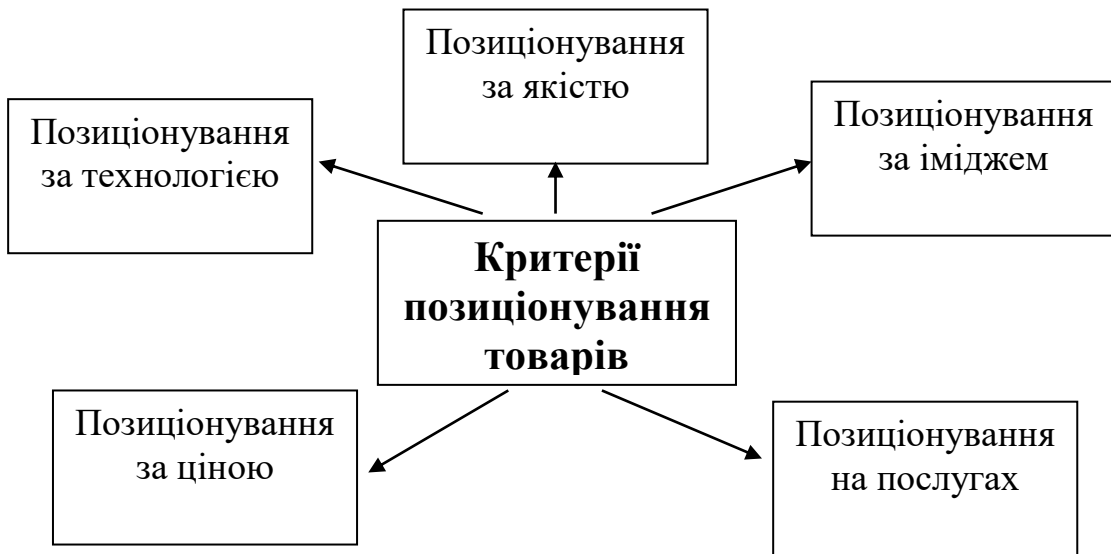 Позиціонування
за якістю
Позиціонування
за технологією
Позиціонування
за іміджем
Критерії
позиціонування
товарів
Позиціонування
за ціною
Позиціонування
на послугах